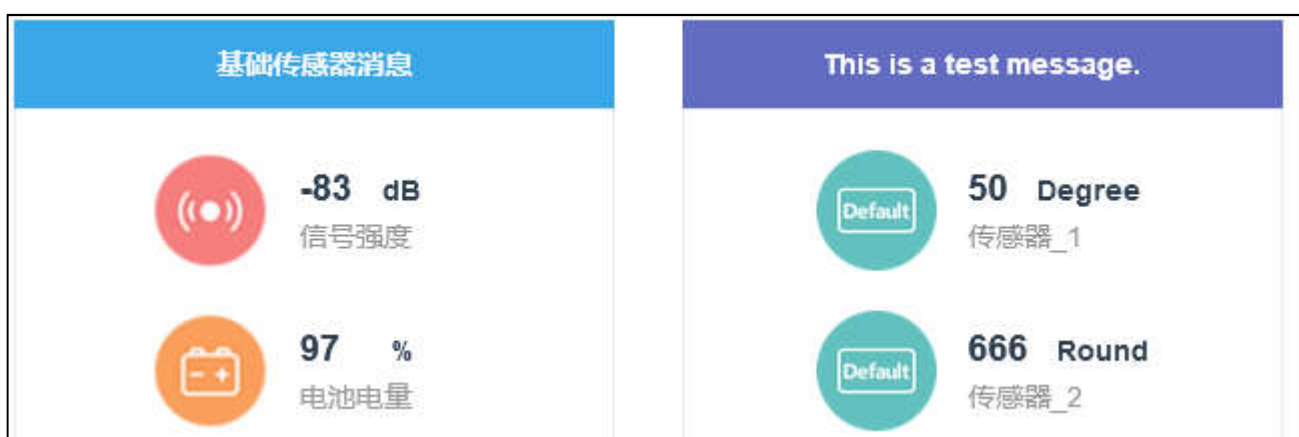 基础传感器消息
-83 dB
信号强度
97 %
电池电量
This is a test message.
Default
50 Degree
传感器_1
Default
666 Round
传感器_2